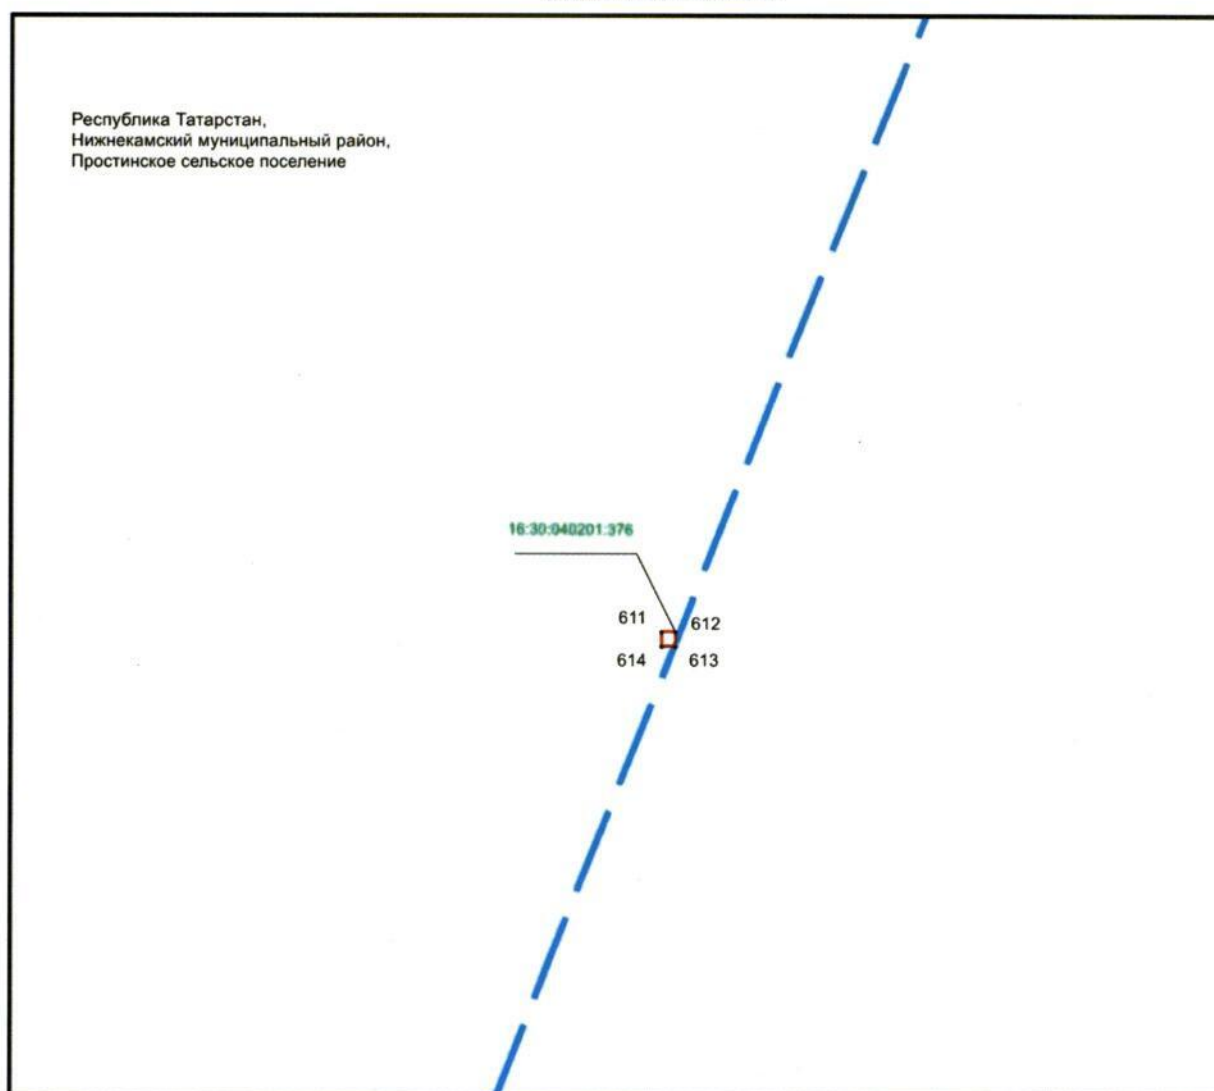 Республика Татарстан,
Нижнекамский муниципальный район,
Простинское сельское поселение
16:30:040201:376
611
612
614
613